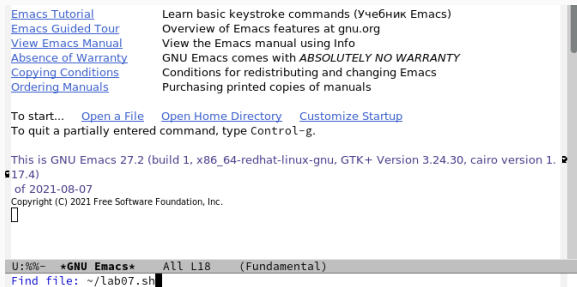 Emacs Tutorial Learn basic keystroke commands (Учебник Emacs)
Emacs Guided Tour Overview of Emacs features at gnu.org
View Emacs Manual View the Emacs manual using Info
Absence of Warranty GNU Emacs comes with ABSOLUTELY NO WARRANTY
Copying Conditions Conditions for redistributing and changing Emacs
Ordering Manuals Purchasing printed copies of manuals
To start... Open a File Open Home Directory Customize Startup
To quit a partially entered command, type Control-g.
This is GNU Emacs 27.2 (build 1, x86_64-redhat-linux-gnu, GTK+ Version 3.24.30, cairo version 1.
17.4)
of 2021-08-07
Copyright (C) 2021 Free Software Foundation, Inc.
U:%%- *GNU Emacs* All L18 (Fundamental)
Find file: ~/lab07.sh